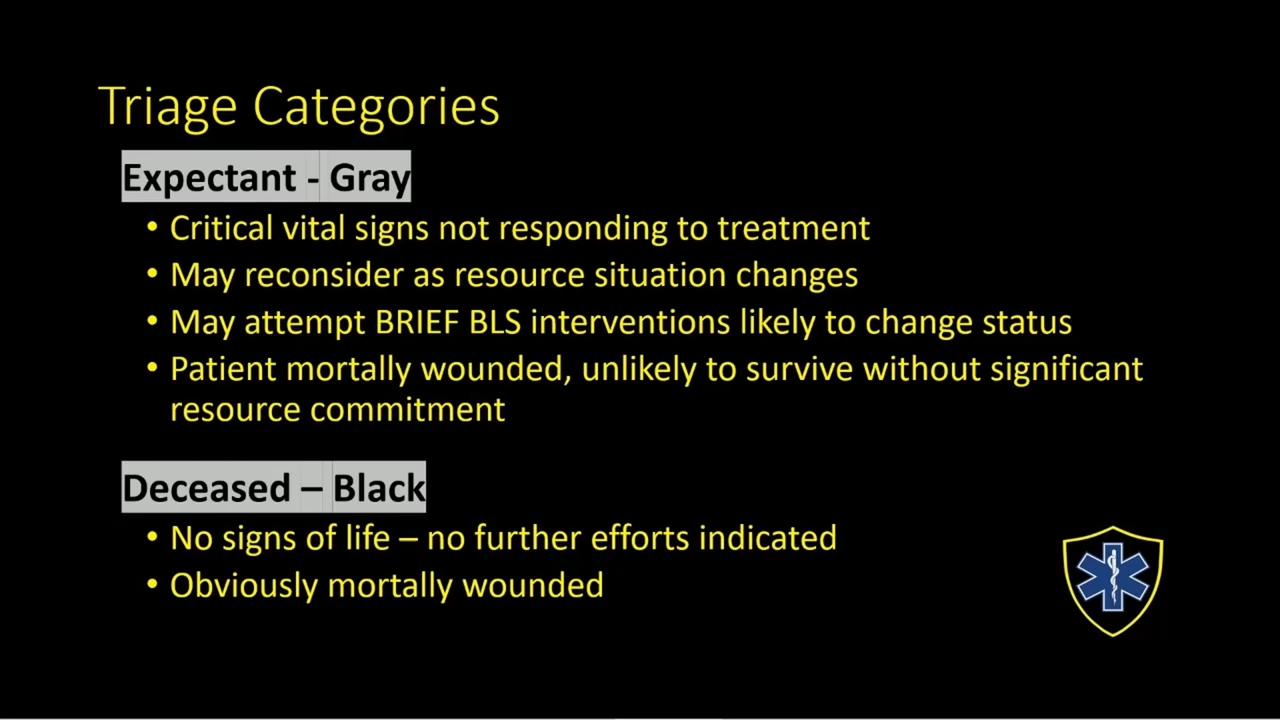 Triage Categories
Expectant - Gray
• Critical vital signs not responding to treatment
• May reconsider as resource situation changes
• May attempt BRIEF BLS interventions likely to change status
• Patient mortally wounded, unlikely to survive without significant
resource commitment
Deceased – Black
• No signs of life – no further efforts indicated
• Obviously mortally wounded